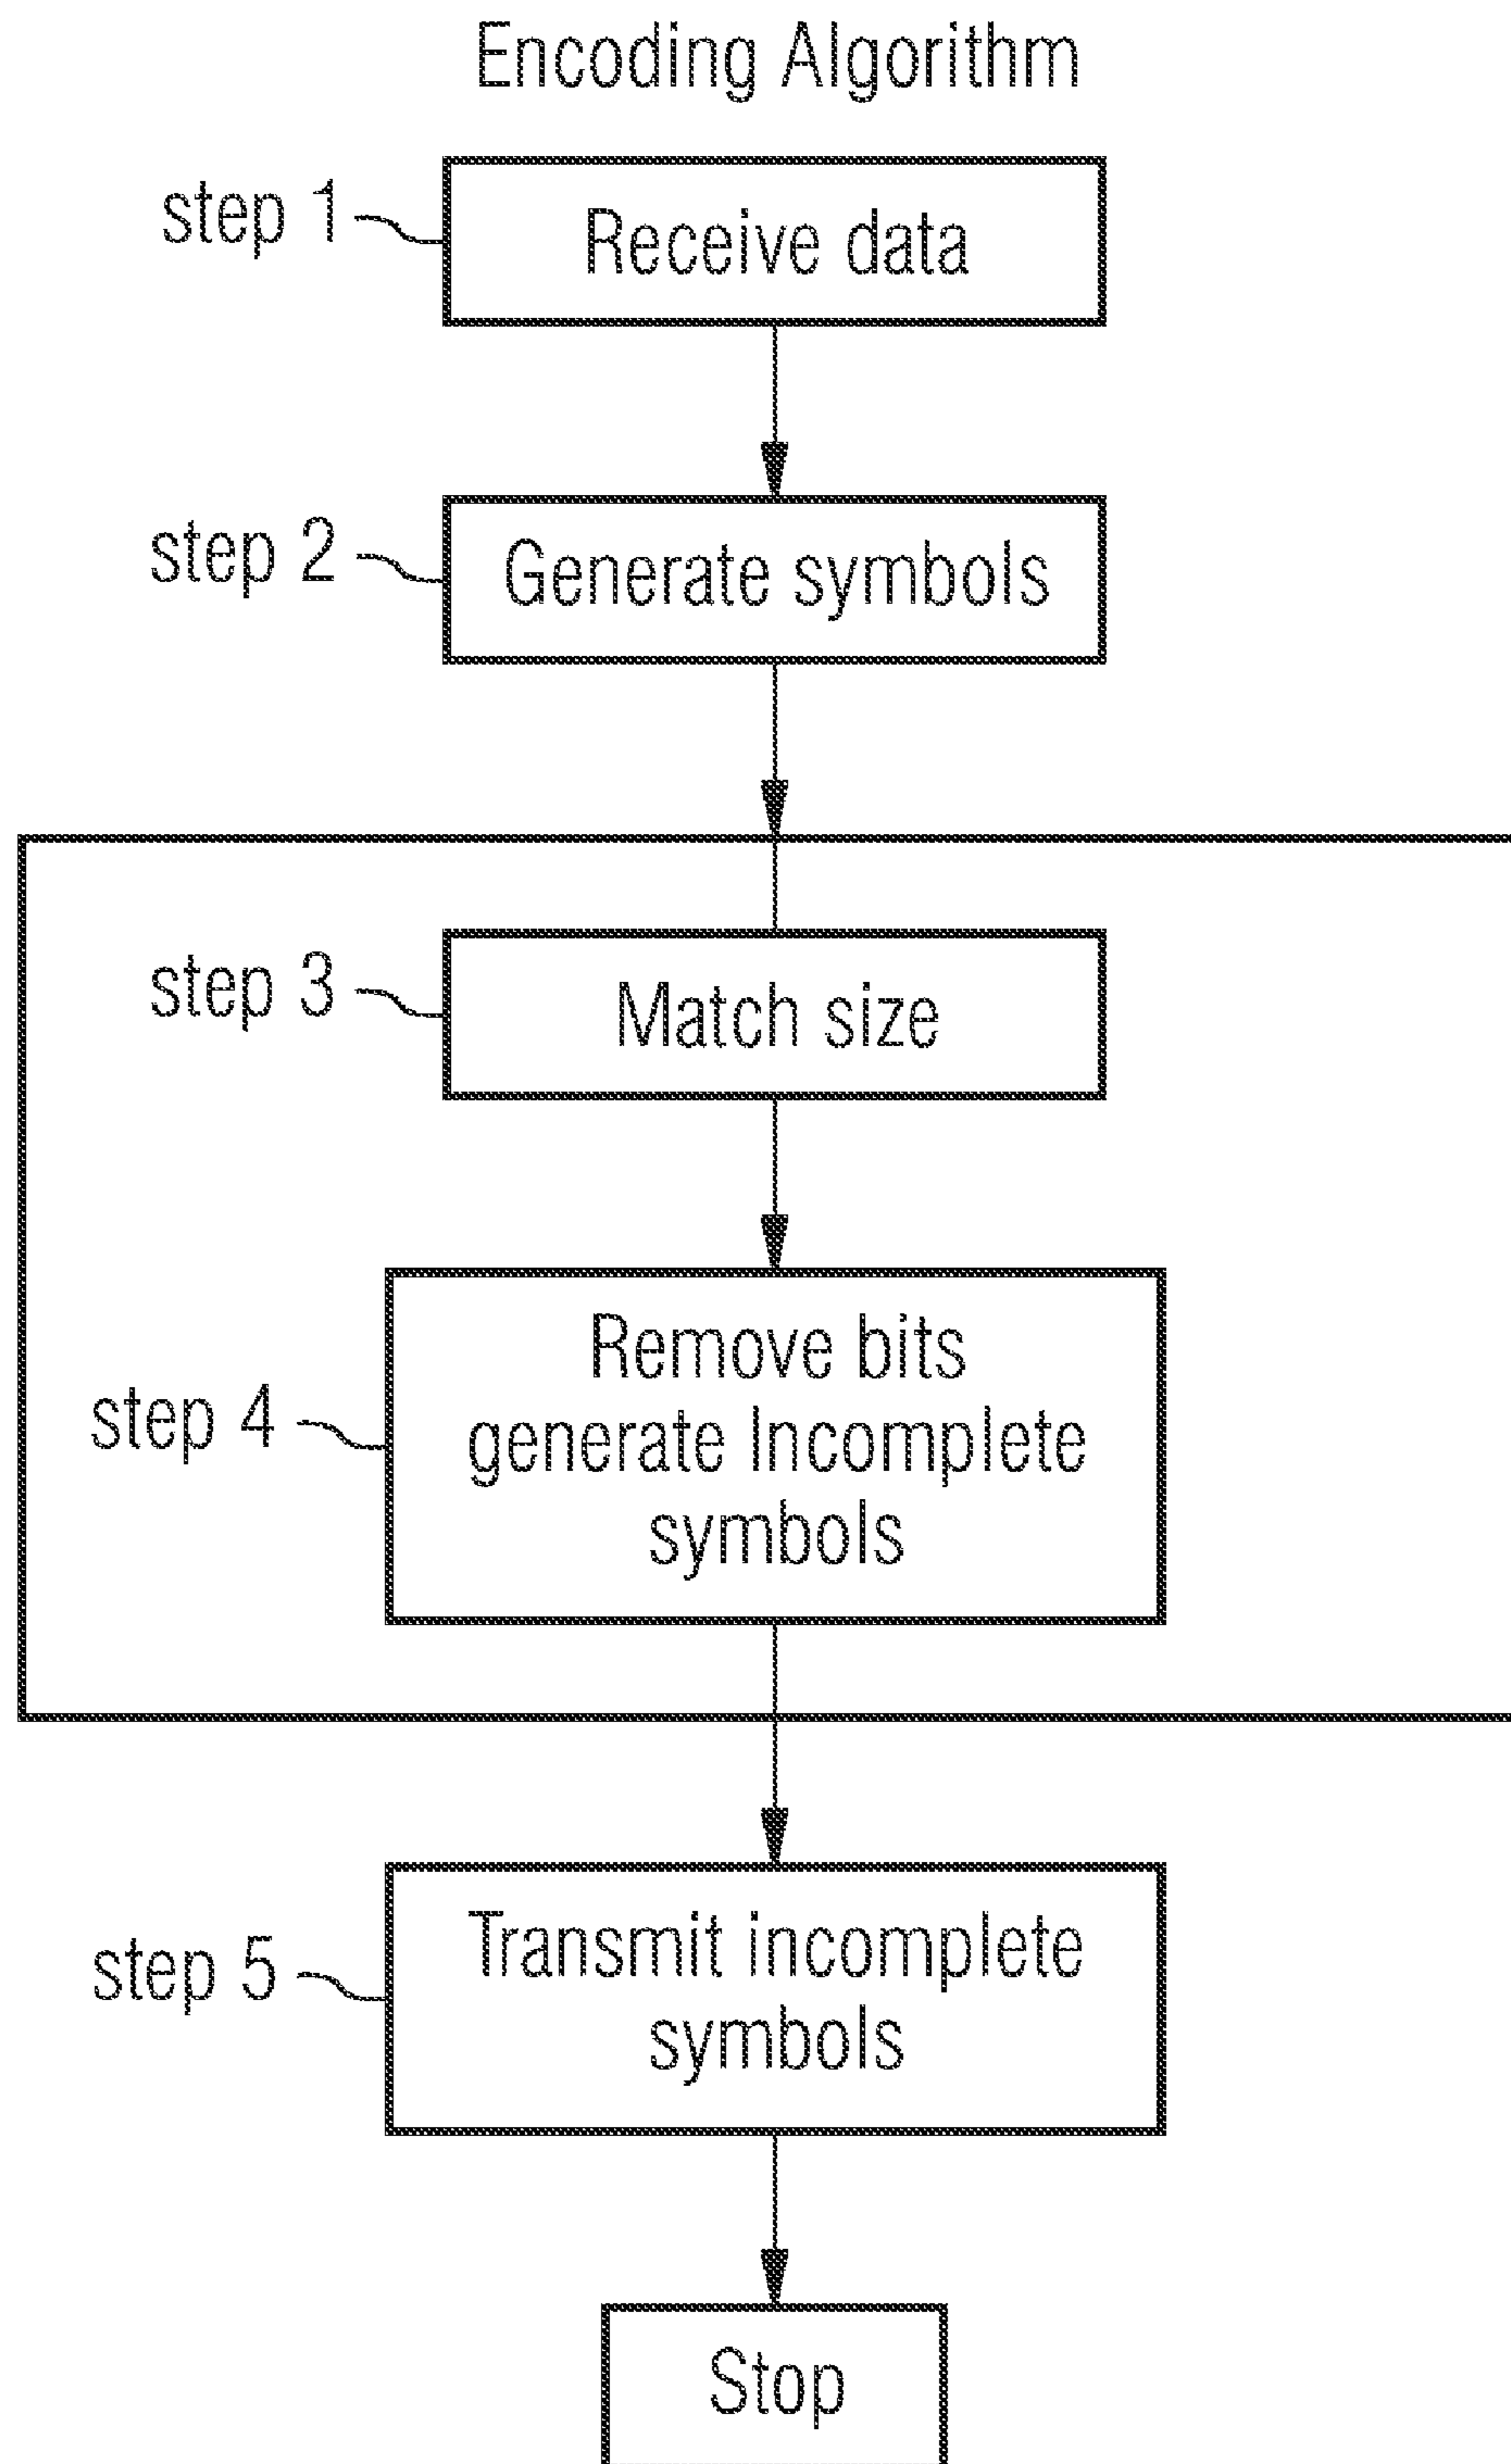 Encoding Algorithm
step 1
Receive data
step 2
Generate symbols
step 3
Match size
step 4
Remove bits
generate Incomplete
symbols
step 5
Transmit incomplete
symbols
Stop